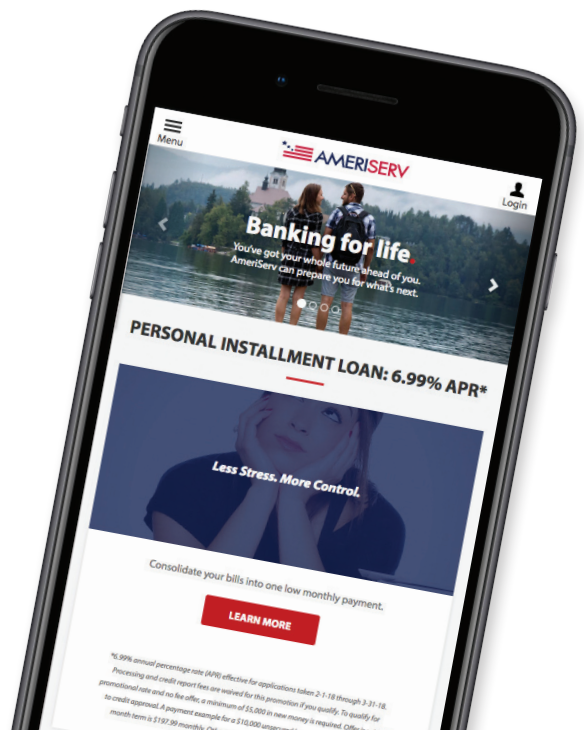 Menu
AMERISERV
Login
Banking for life.
You've got your whole future ahead of you.
AmeriServ can prepare you for what's next.
PERSONAL INSTALLMENT LOAN: 6.99% APR*
Less Stress. More Control.
Consolidate your bills into one low monthly payment.
LEARN MORE
*6.99% annual percentage rate (APR) effective for applications taken 2-1-18 through 3-31-18.
Processing and credit report fees are waived for this promotion if you qualify. To qualify for
promotional rate and no fee offer, a minimum of $5,000 in new money is required. Offer
to credit approval. A payment example for a $10,000
month term is $197.99 monthly.